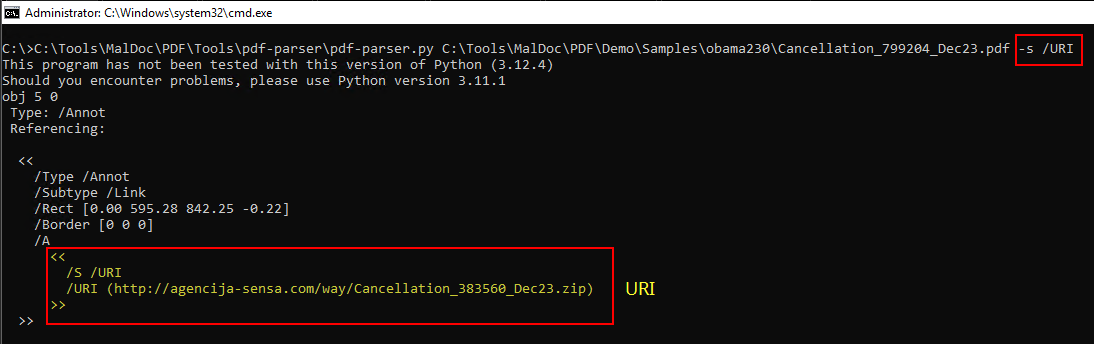 Administrator: C:\Windows\system32\cmd.exe
C:\>C:\Tools\MalDoc\PDF\Tools\pdf-parser\pdf-parser.py C:\Tools\MalDoc\PDF\Demo\Samples\obama230\Cancellation_799204_Dec23.pdf -s /URI
This program has not been tested with this version of Python (3.12.4)
Should you encounter problems, please use Python version 3.11.1
obj 5 0
 Type: /Annot
 Referencing:

  <<
    /Type /Annot
    /Subtype /Link
    /Rect [0.00 595.28 842.25 -0.22]
    /Border [0 0 0]
    /A
      <<
        /S /URI
        /URI (http://agencija-sensa.com/way/Cancellation_383560_Dec23.zip) URI
      >>
  >>